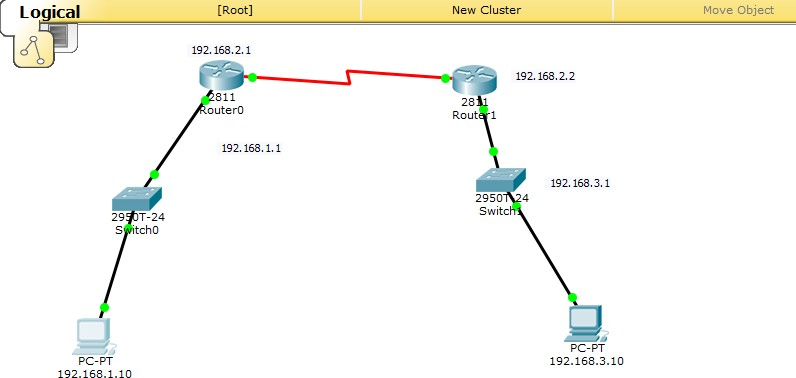 Logical
[Root]
New Cluster
Move Object
192.168.2.1
2811
Router0
192.168.2.2
2811
Router1
192.168.1.1
2950T-24
Switch0
192.168.3.1
2950T-24
Switch1
PC-PT
192.168.1.10
PC-PT
192.168.3.10